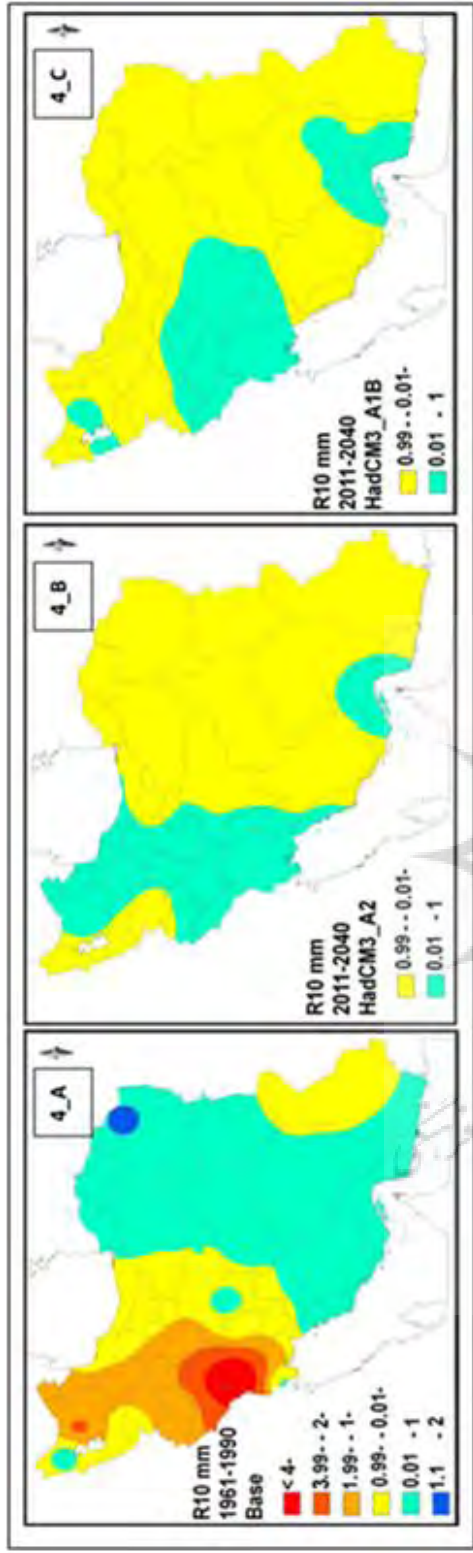 4_A
R10 mm
1961-1990
Base
< 4-
3.99- - 2-
1.99- - 1-
0.99- - 0.01-
0.01 - 1
1.1 - 2
4_B
R10 mm
2011-2040
HadCM3_A2
0.99- - 0.01-
0.01 - 1
4_C
R10 mm
2011-2040
HadCM3_A1B
0.99- - 0.01-
0.01 - 1